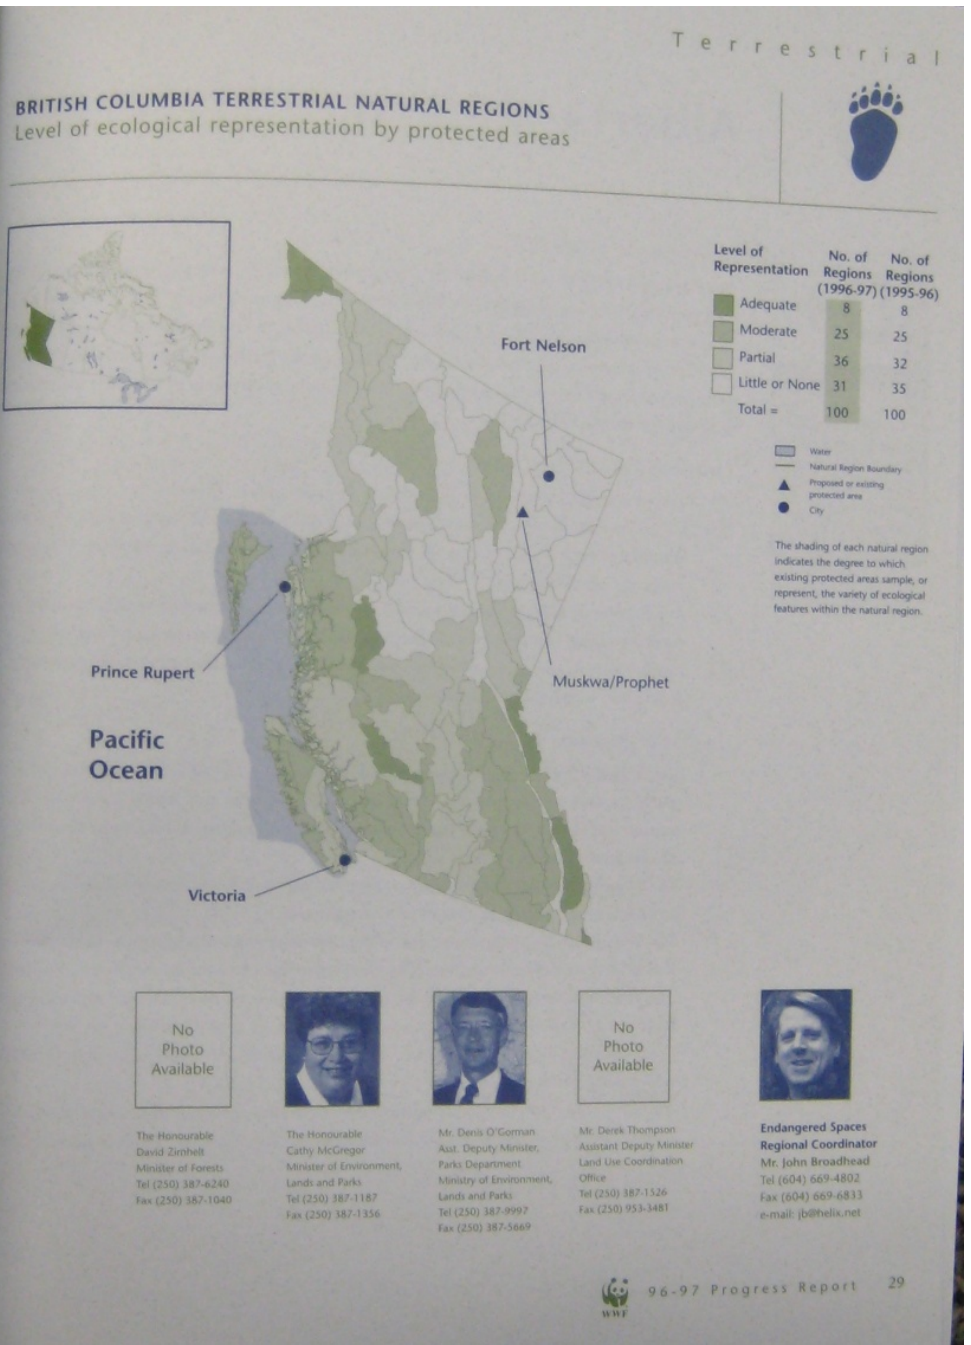 Terrestrial
BRITISH COLUMBIA TERRESTRIAL NATURAL REGIONS
Level of ecological representation by protected areas
Level of Representation No. of Regions (1996-97) No. of Regions (1995-96)
Adequate 8 8
Moderate 25 25
Partial 36 32
Little or None 31 35
Total = 100 100
Water
Natural Region Boundary
Proposed or existing
protected area
City
The shading of each natural region
indicates the degree to which
existing protected areas sample, or
represent, the variety of ecological
features within the natural region.
Fort Nelson
Prince Rupert
Muskwa/Prophet
Pacific
Ocean
Victoria
No
Photo
Available
The Honourable
David Zirnhelt
Minister of Forests
Tel (250) 387-6240
Fax (250) 387-1040
The Honourable
Cathy McGregor
Minister of Environment,
Lands and Parks
Tel (250) 387-1187
Fax (250) 387-1356
Mr. Denis O'Gorman
Asst. Deputy Minister,
Parks Department
Ministry of Environment,
Lands and Parks
Tel (250) 387-9997
Fax (250) 387-5669
No
Photo
Available
Mr. Derek Thompson
Assistant Deputy Minister
Land Use Coordination
Office
Tel (250) 387-1526
Fax (250) 953-3481
Endangered Spaces
Regional Coordinator
Mr. John Broadhead
Tel (604) 669-4802
Fax (604) 669-6833
e-mail: jb@helix.net
WWF
96-97 Progress Report 29